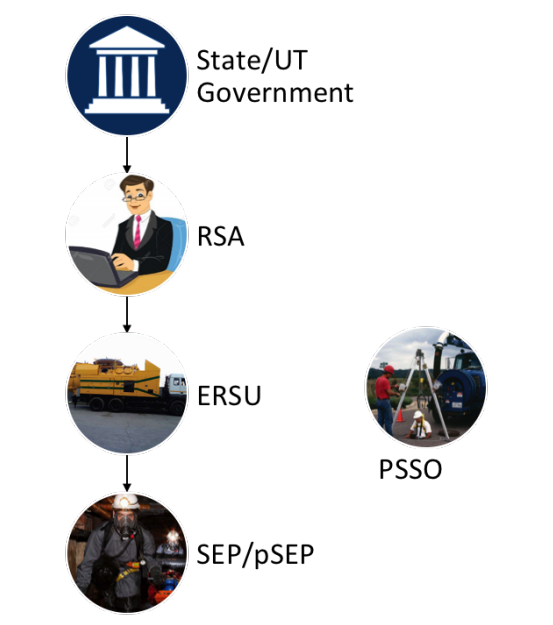 State/UT
Government
RSA
ERSU
PSSO
SEP/pSEP